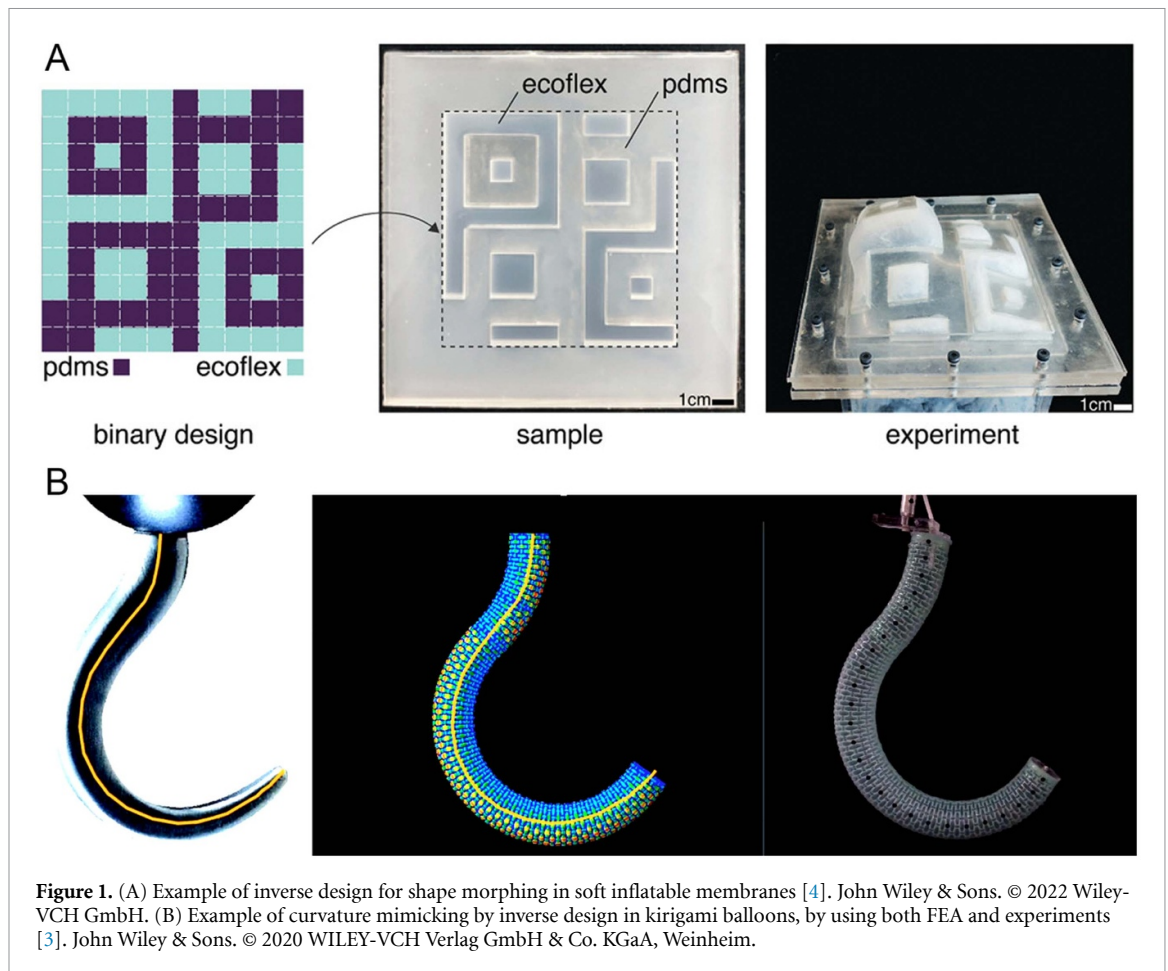 A
ecoflex
pdms
pdms
ecoflex
1cm
1cm
binary design
sample
experiment
B
Figure 1. (A) Example of inverse design for shape morphing in soft inflatable membranes [4]. John Wiley & Sons. © 2022 Wiley-
VCH GmbH. (B) Example of curvature mimicking by inverse design in kirigami balloons, by using both FEA and experiments
[3]. John Wiley & Sons. © 2020 WILEY-VCH Verlag GmbH & Co. KGaA, Weinheim.